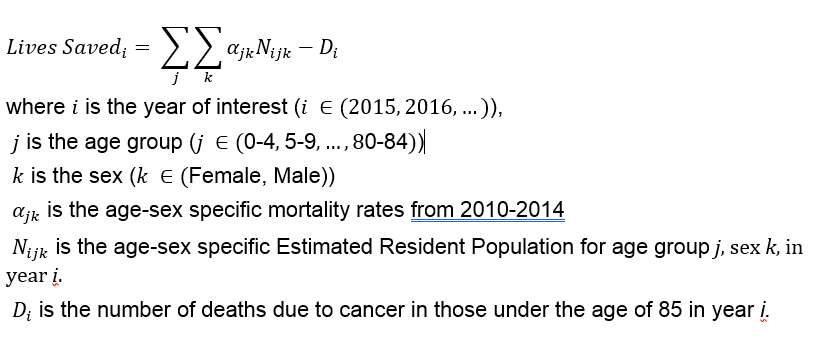 Lives Saved_i = ∑_j ∑_k α_jk N_ijk − D_i
where i is the year of interest (i ∈ (2015, 2016, …)),
j is the age group (j ∈ (0-4, 5-9, …, 80-84))
k is the sex (k ∈ (Female, Male))
α_jk is the age-sex specific mortality rates from 2010-2014
N_ijk is the age-sex specific Estimated Resident Population for age group j, sex k, in
year i.
D_i is the number of deaths due to cancer in those under the age of 85 in year i.